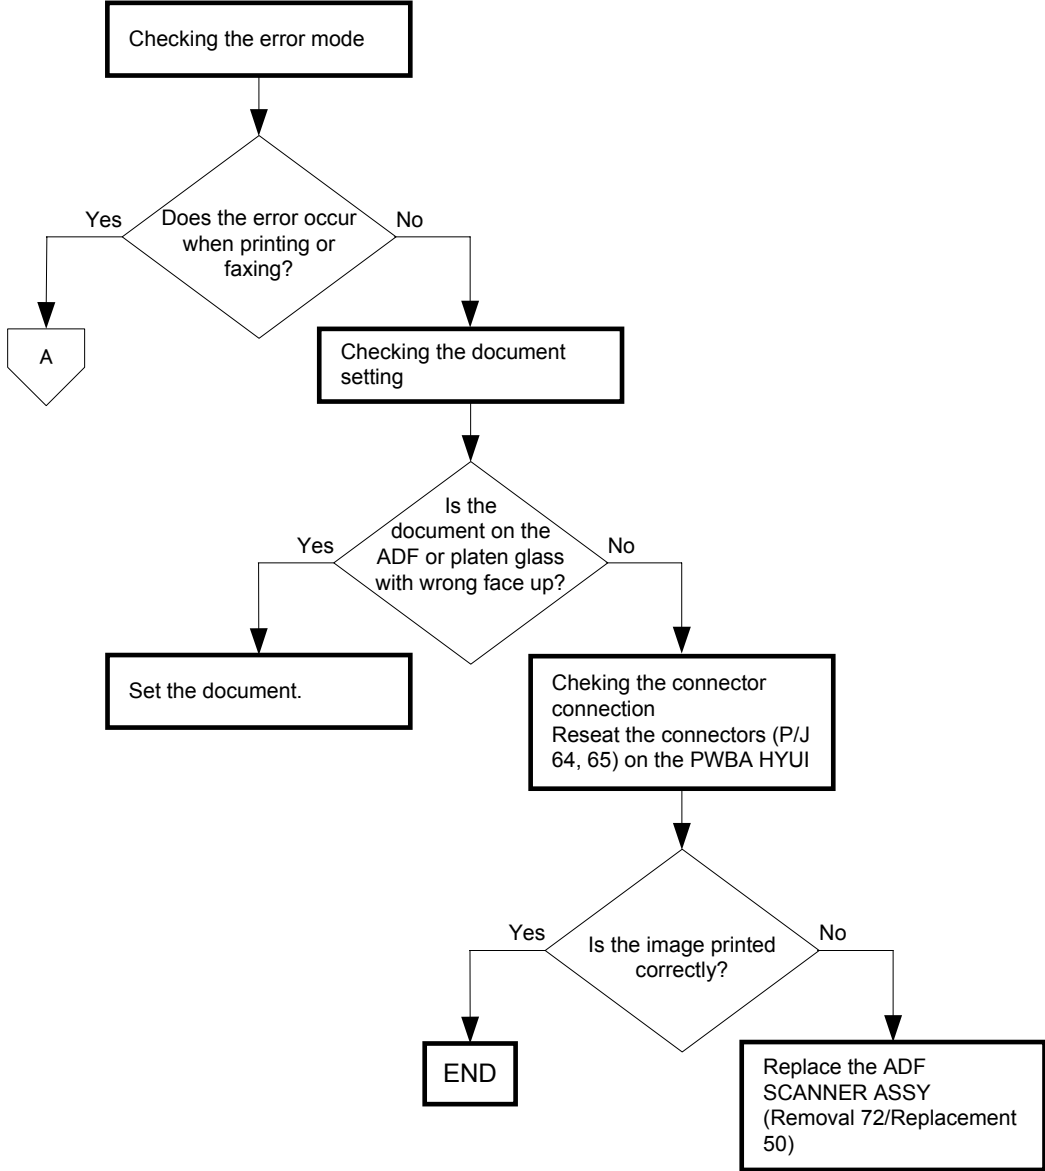 Checking the error mode
Does the error occur
when printing or
faxing?
Yes
No
A
Checking the document
setting
Is the
document on the
ADF or platen glass
with wrong face up?
Yes
No
Set the document.
Cheking the connector
connection
Reseat the connectors (P/J
64, 65) on the PWBA HYUI
Is the image printed
correctly?
Yes
No
END
Replace the ADF
SCANNER ASSY
(Removal 72/Replacement
50)